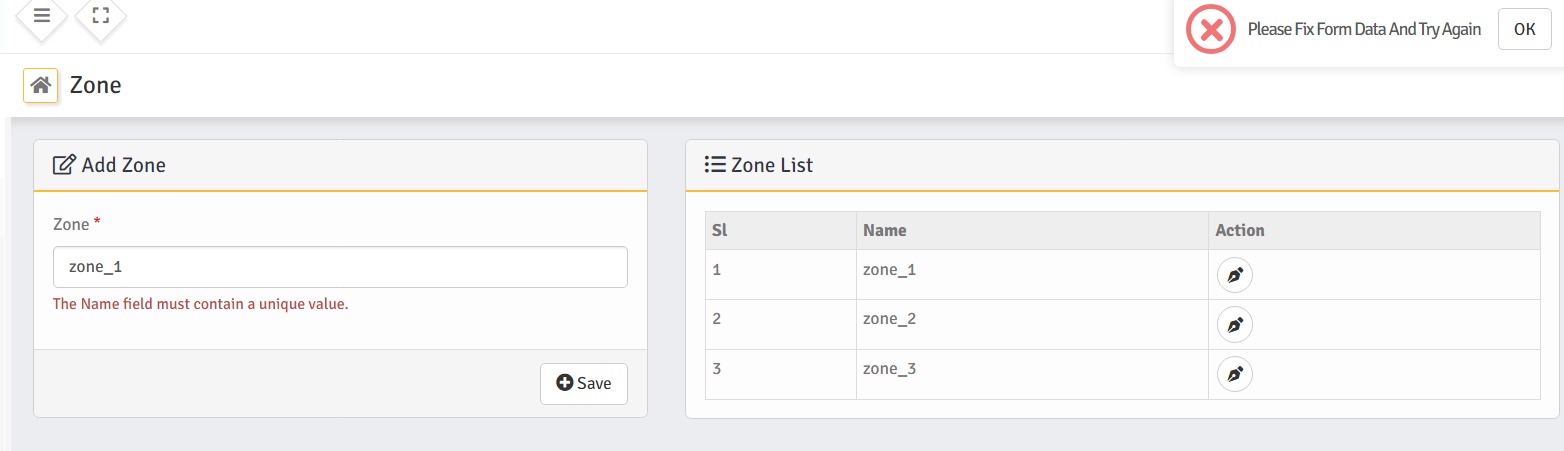 Please Fix Form Data And Try Again OK
Zone
Add Zone
Zone *
zone_1
The Name field must contain a unique value.
Save
Zone List
Sl Name Action
1 zone_1
2 zone_2
3 zone_3